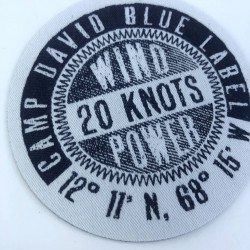 CAMP DAVID BLUE LABEL M
WIND
20 KNOTS
POWER
12° 11' N, 68° 15'